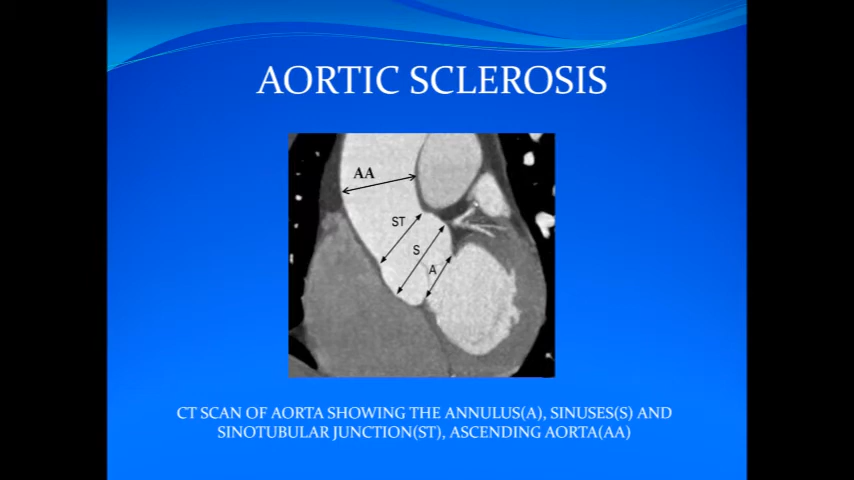 AORTIC SCLEROSIS
AA
ST
S
A
CT SCAN OF AORTA SHOWING THE ANNULUS(A), SINUSES(S) AND
SINOTUBULAR JUNCTION(ST), ASCENDING AORTA(AA)